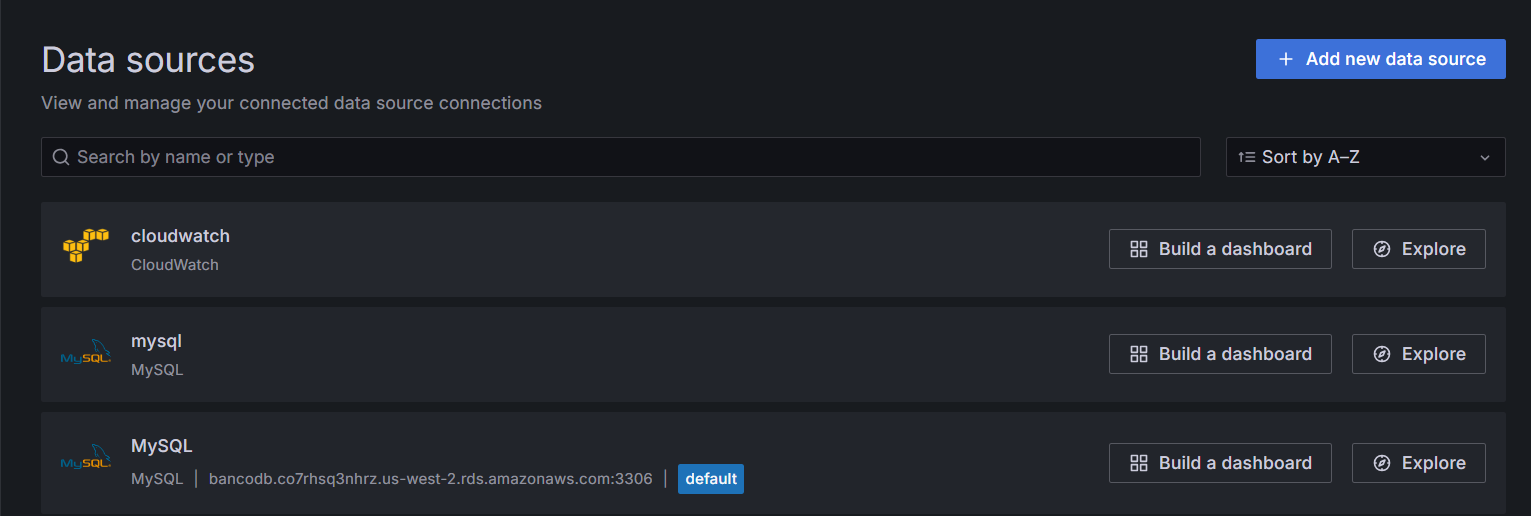 Data sources
Add new data source
View and manage your connected data source connections
Search by name or type
Sort by A–Z
cloudwatch
CloudWatch
Build a dashboard
Explore
MySQL
mysql
MySQL
Build a dashboard
Explore
MySQL
MySQL
MySQL | bancodb.co7rhsq3nhrz.us-west-2.rds.amazonaws.com:3306 | default
Build a dashboard
Explore